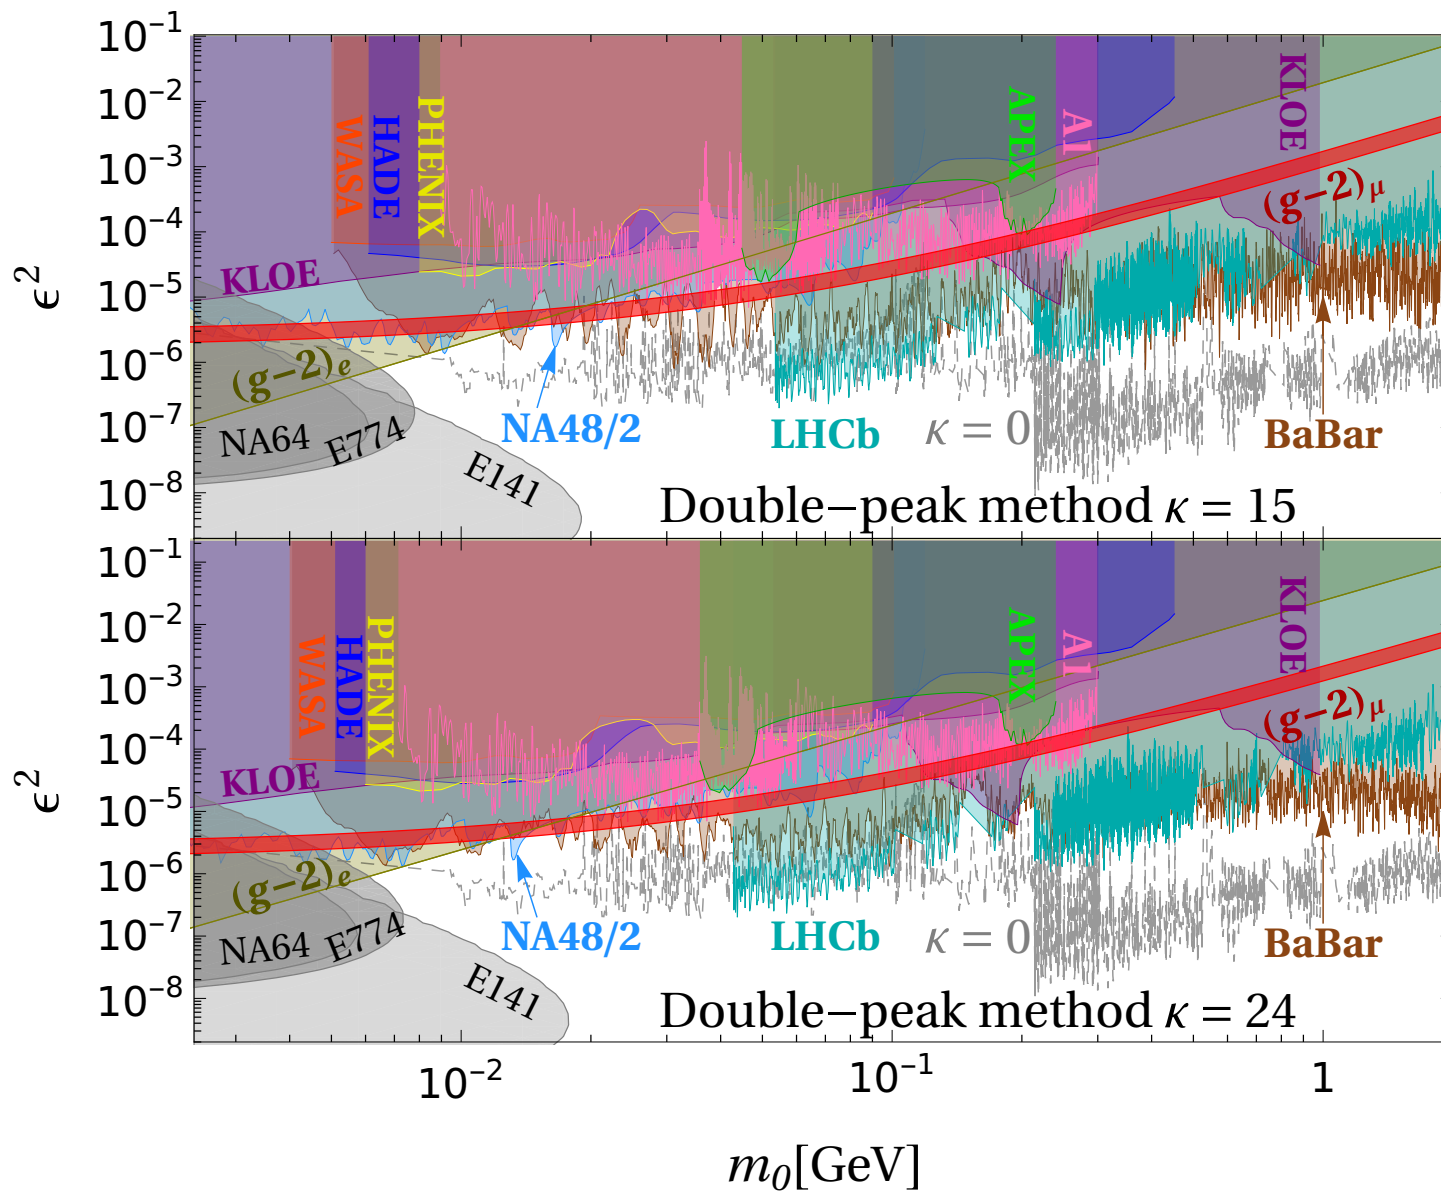 10⁻¹
10⁻²
10⁻³
10⁻⁴
10⁻⁵
10⁻⁶
10⁻⁷
10⁻⁸
ϵ²
WASA
HADE
PHENIX
KLOE
APEX
A1
KLOE
(g−2)μ
(g−2)e
NA64
E774
E141
NA48/2
LHCb
κ = 0
BaBar
Double−peak method κ = 15
10⁻¹
10⁻²
10⁻³
10⁻⁴
10⁻⁵
10⁻⁶
10⁻⁷
10⁻⁸
ϵ²
WASA
HADE
PHENIX
KLOE
APEX
A1
KLOE
(g−2)μ
(g−2)e
NA64
E774
E141
NA48/2
LHCb
κ = 0
BaBar
Double−peak method κ = 24
10⁻² 10⁻¹ 1
m₀[GeV]